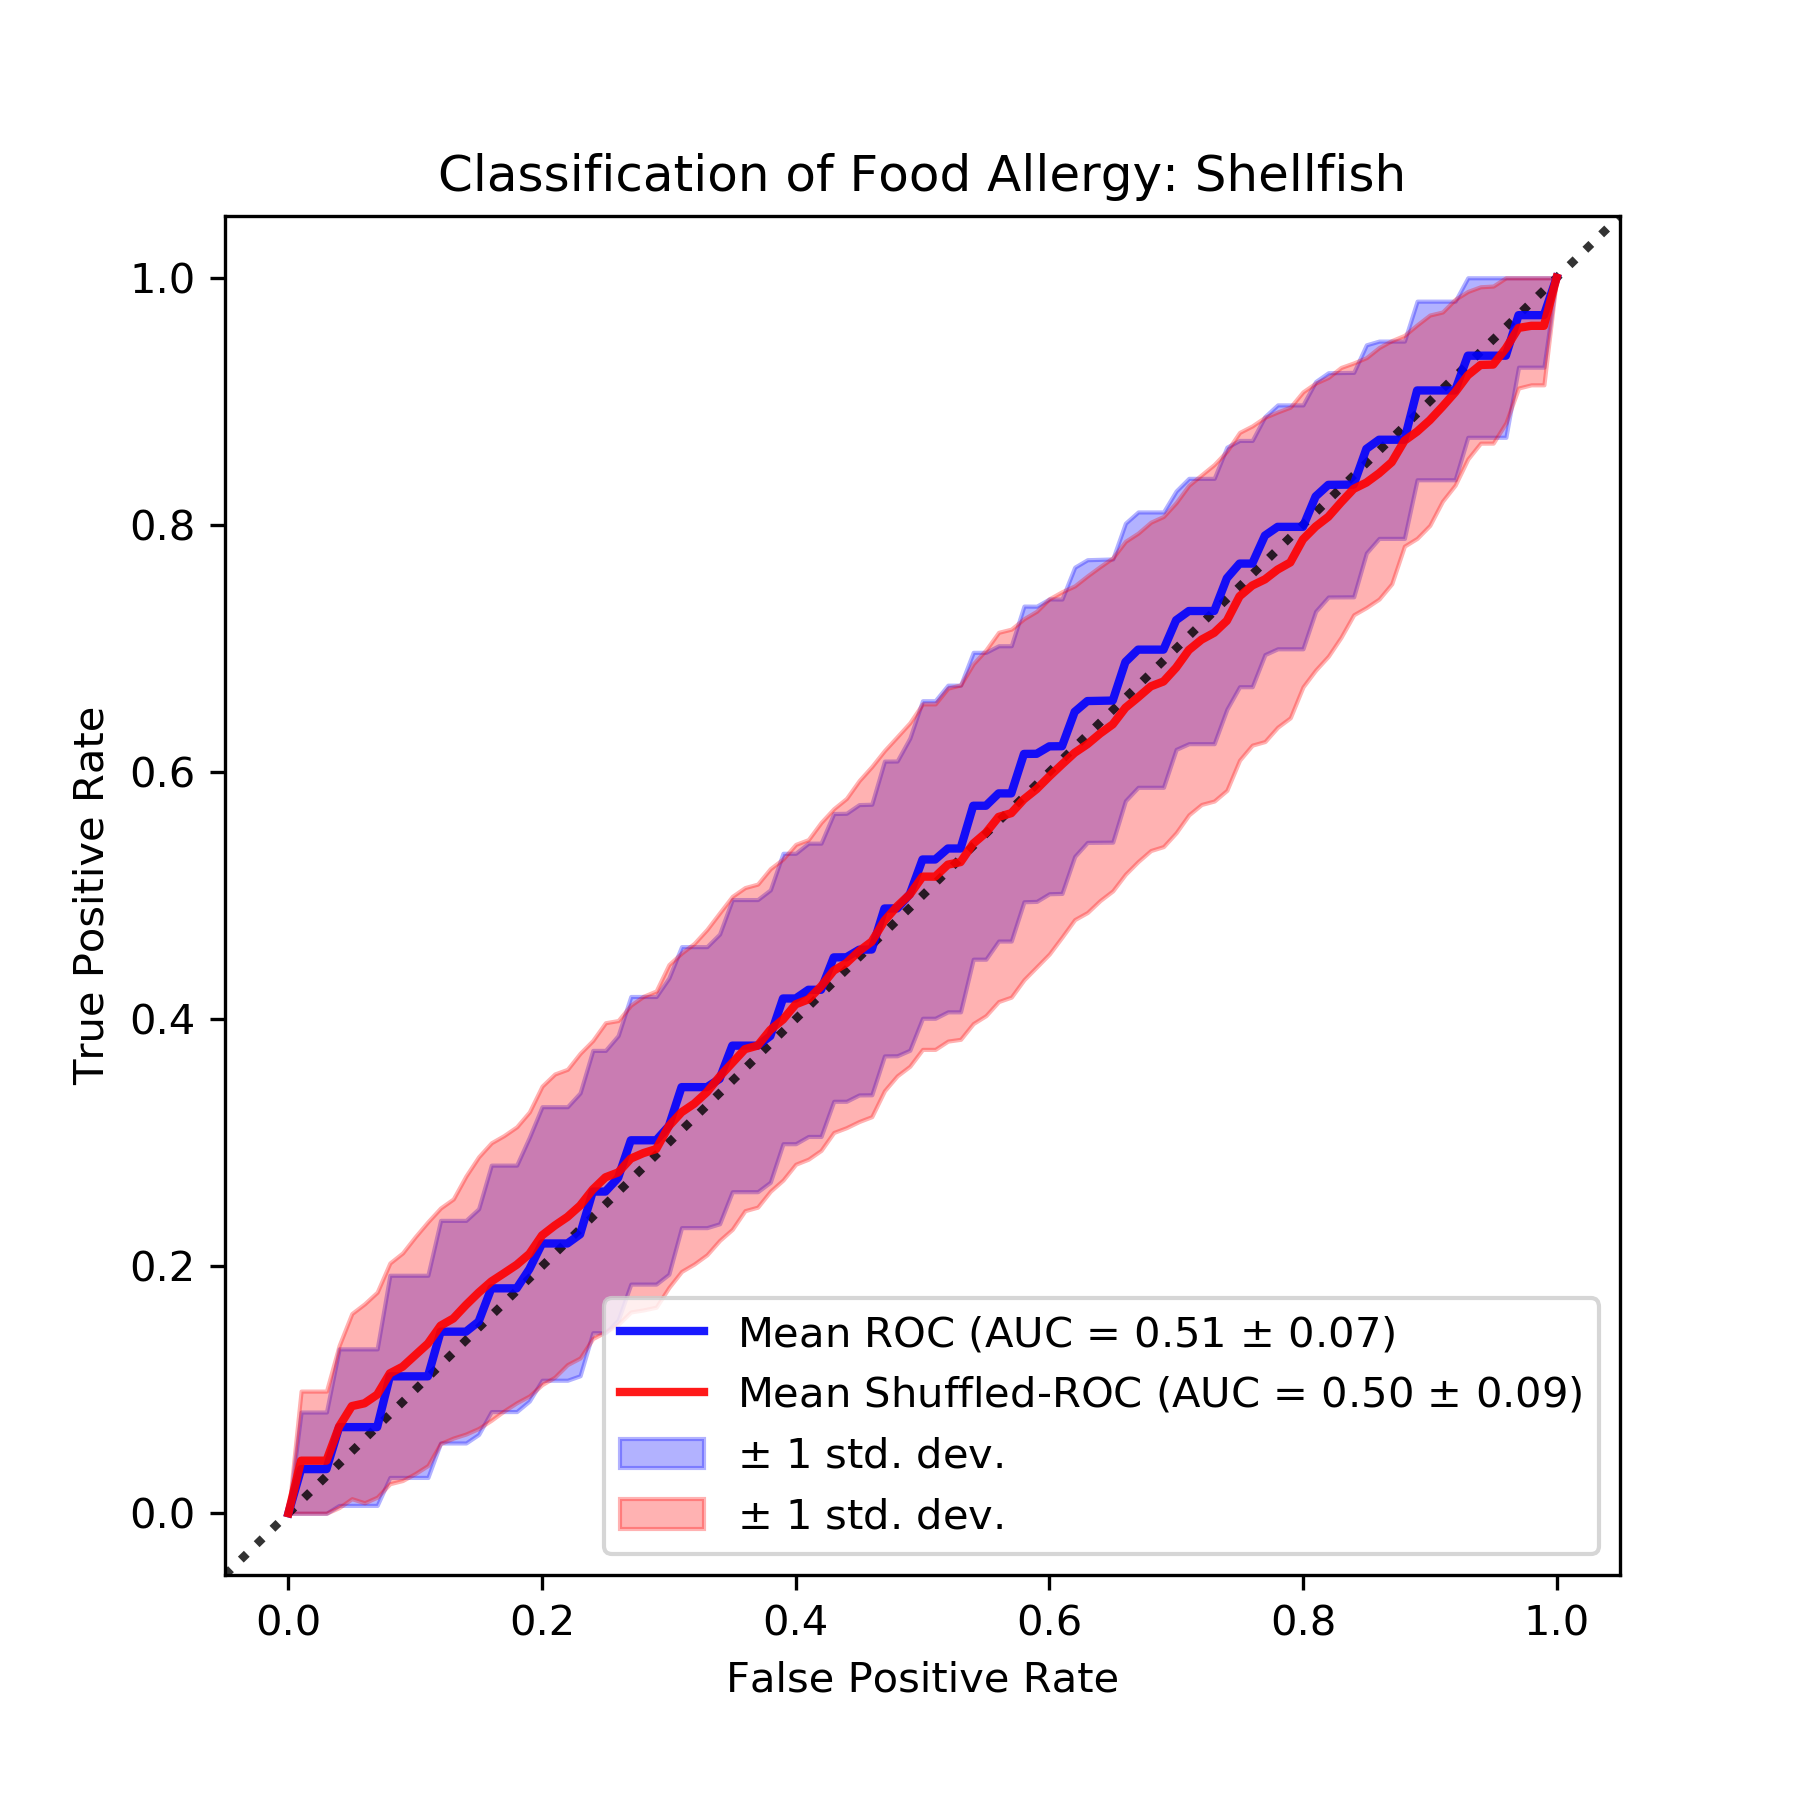 Classification of Food Allergy: Shellfish
1.0
0.8
0.6
0.4
0.2
0.0
True Positive Rate
Mean ROC (AUC = 0.51 ± 0.07)
Mean Shuffled-ROC (AUC = 0.50 ± 0.09)
± 1 std. dev.
± 1 std. dev.
0.0 0.2 0.4 0.6 0.8 1.0
False Positive Rate